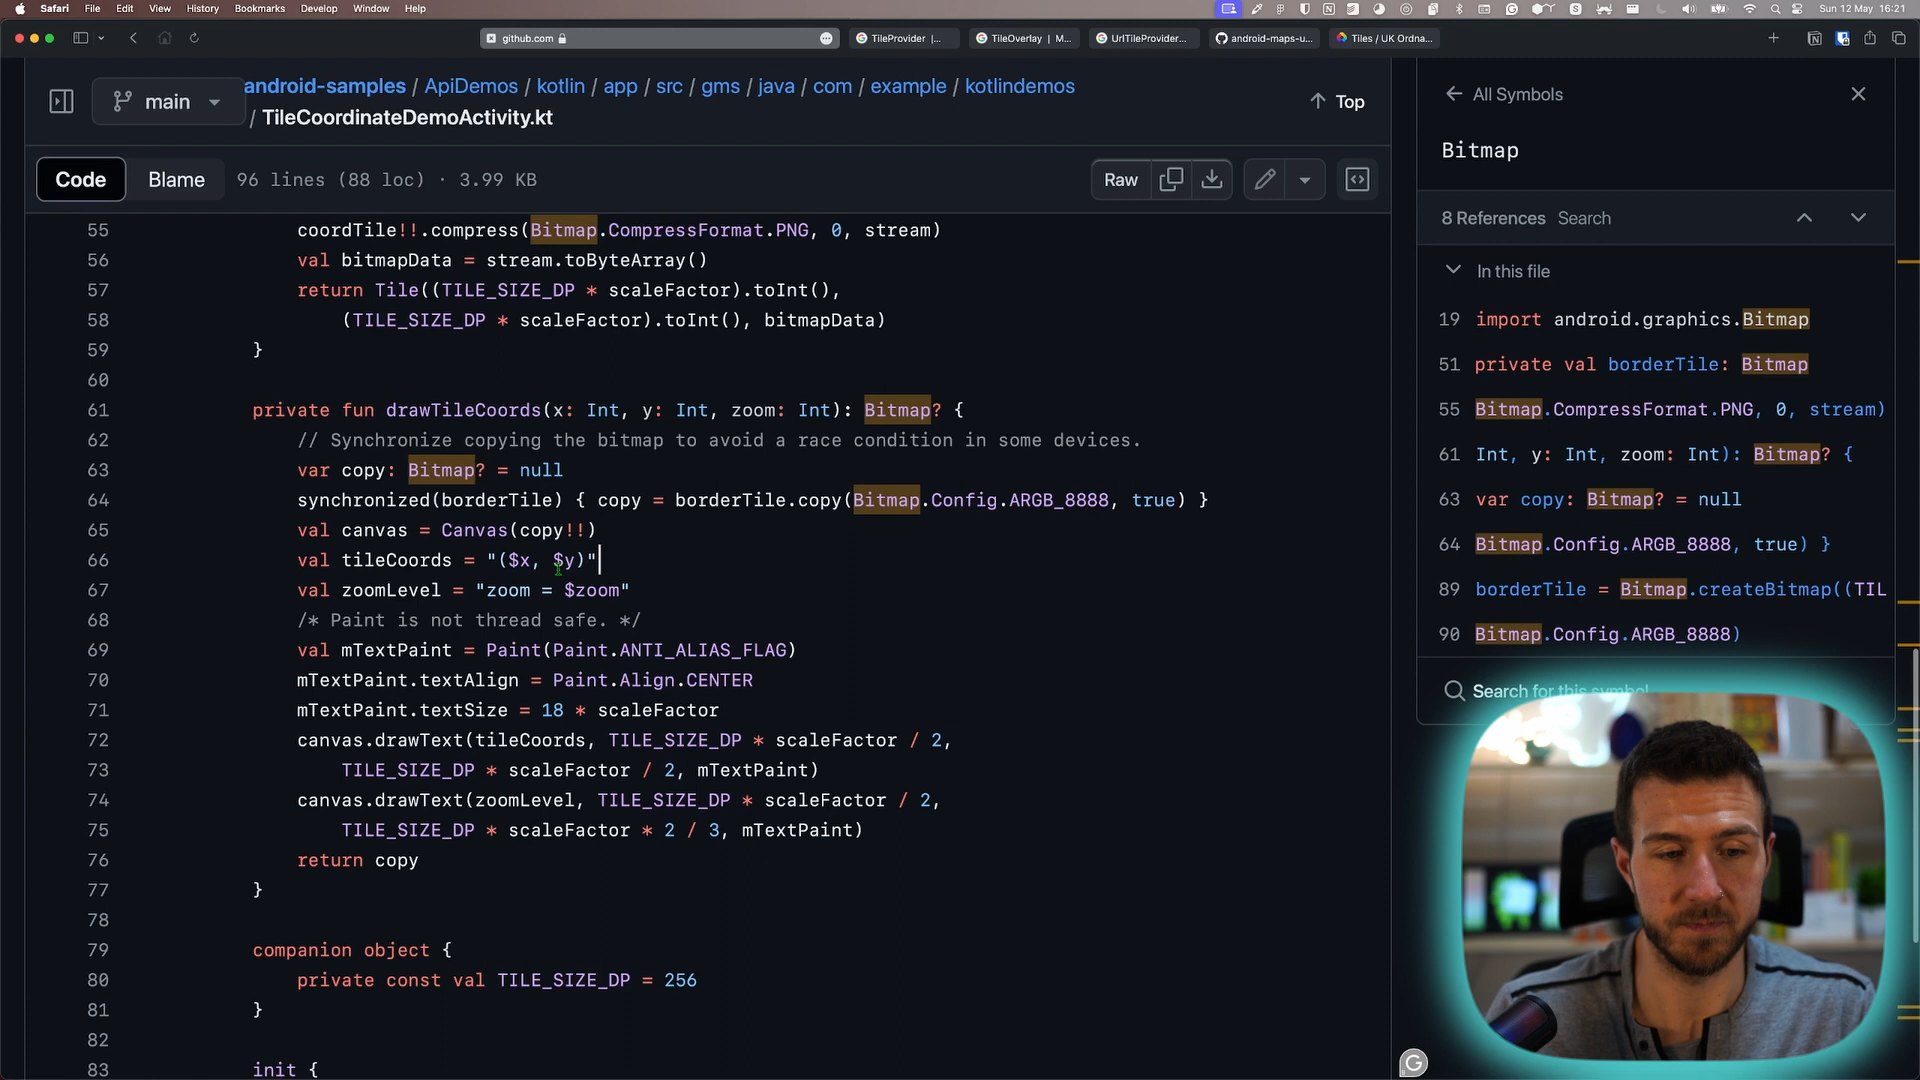 Safari File Edit View History Bookmarks Develop Window Help Sun 12 May 16:21
github.com TileProvider |... TileOverlay | M... UrlTileProvider... android-maps-u... Tiles / UK Ordna...
android-samples / ApiDemos / kotlin / app / src / gms / java / com / example / kotlindemos
/ TileCoordinateDemoActivity.kt
main
Top
Code Blame 96 lines (88 loc) · 3.99 KB Raw
55 coordTile!!.compress(Bitmap.CompressFormat.PNG, 0, stream)
56 val bitmapData = stream.toByteArray()
57 return Tile((TILE_SIZE_DP * scaleFactor).toInt(),
58 (TILE_SIZE_DP * scaleFactor).toInt(), bitmapData)
59 }
60
61 private fun drawTileCoords(x: Int, y: Int, zoom: Int): Bitmap? {
62 // Synchronize copying the bitmap to avoid a race condition in some devices.
63 var copy: Bitmap? = null
64 synchronized(borderTile) { copy = borderTile.copy(Bitmap.Config.ARGB_8888, true) }
65 val canvas = Canvas(copy!!)
66 val tileCoords = "($x, $y)"
67 val zoomLevel = "zoom = $zoom"
68 /* Paint is not thread safe. */
69 val mTextPaint = Paint(Paint.ANTI_ALIAS_FLAG)
70 mTextPaint.textAlign = Paint.Align.CENTER
71 mTextPaint.textSize = 18 * scaleFactor
72 canvas.drawText(tileCoords, TILE_SIZE_DP * scaleFactor / 2,
73 TILE_SIZE_DP * scaleFactor / 2, mTextPaint)
74 canvas.drawText(zoomLevel, TILE_SIZE_DP * scaleFactor / 2,
75 TILE_SIZE_DP * scaleFactor * 2 / 3, mTextPaint)
76 return copy
77 }
78
79 companion object {
80 private const val TILE_SIZE_DP = 256
81 }
82
83 init {
All Symbols
Bitmap
8 References Search
In this file
19 import android.graphics.Bitmap
51 private val borderTile: Bitmap
55 Bitmap.CompressFormat.PNG, 0, stream)
61 Int, y: Int, zoom: Int): Bitmap? {
63 var copy: Bitmap? = null
64 Bitmap.Config.ARGB_8888, true) }
89 borderTile = Bitmap.createBitmap((TIL
90 Bitmap.Config.ARGB_8888)
Search for this symbol